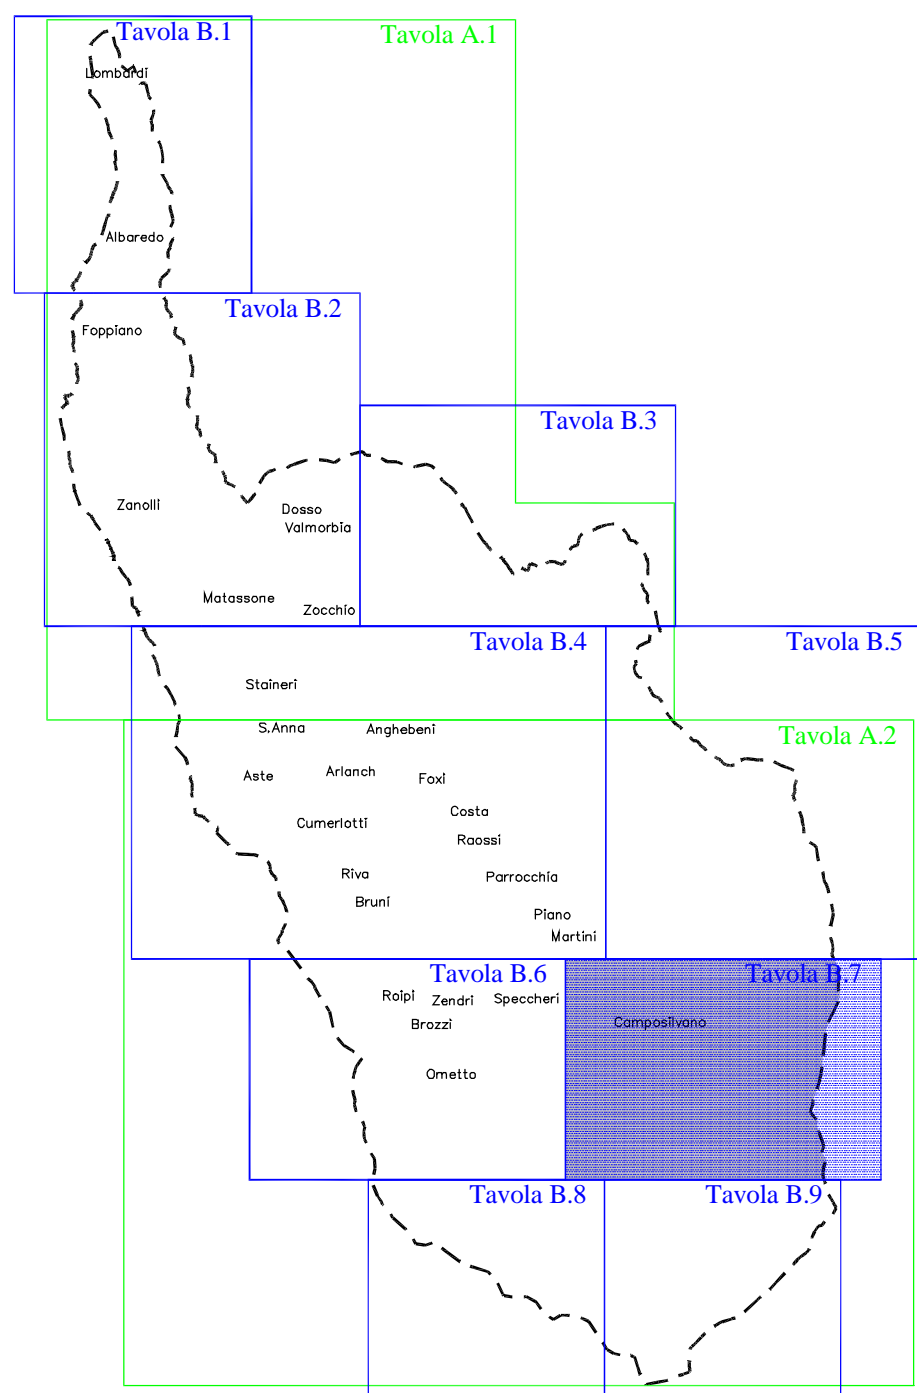 Tavola B.1
Tavola A.1
Lombardi
Albaredo
Tavola B.2
Foppiano
Tavola B.3
Zanolli
Dosso
Valmorbia
Matassone
Zocchio
Tavola B.4
Tavola B.5
Staineri
S.Anna
Anghebeni
Tavola A.2
Aste
Arlanch
Foxi
Costa
Cumerlotti
Raossi
Riva
Parrocchia
Bruni
Piano
Martini
Tavola B.6
Tavola B.7
Roipi
Zendri
Speccheri
Brozzi
Camposilvano
Ometto
Tavola B.8
Tavola B.9